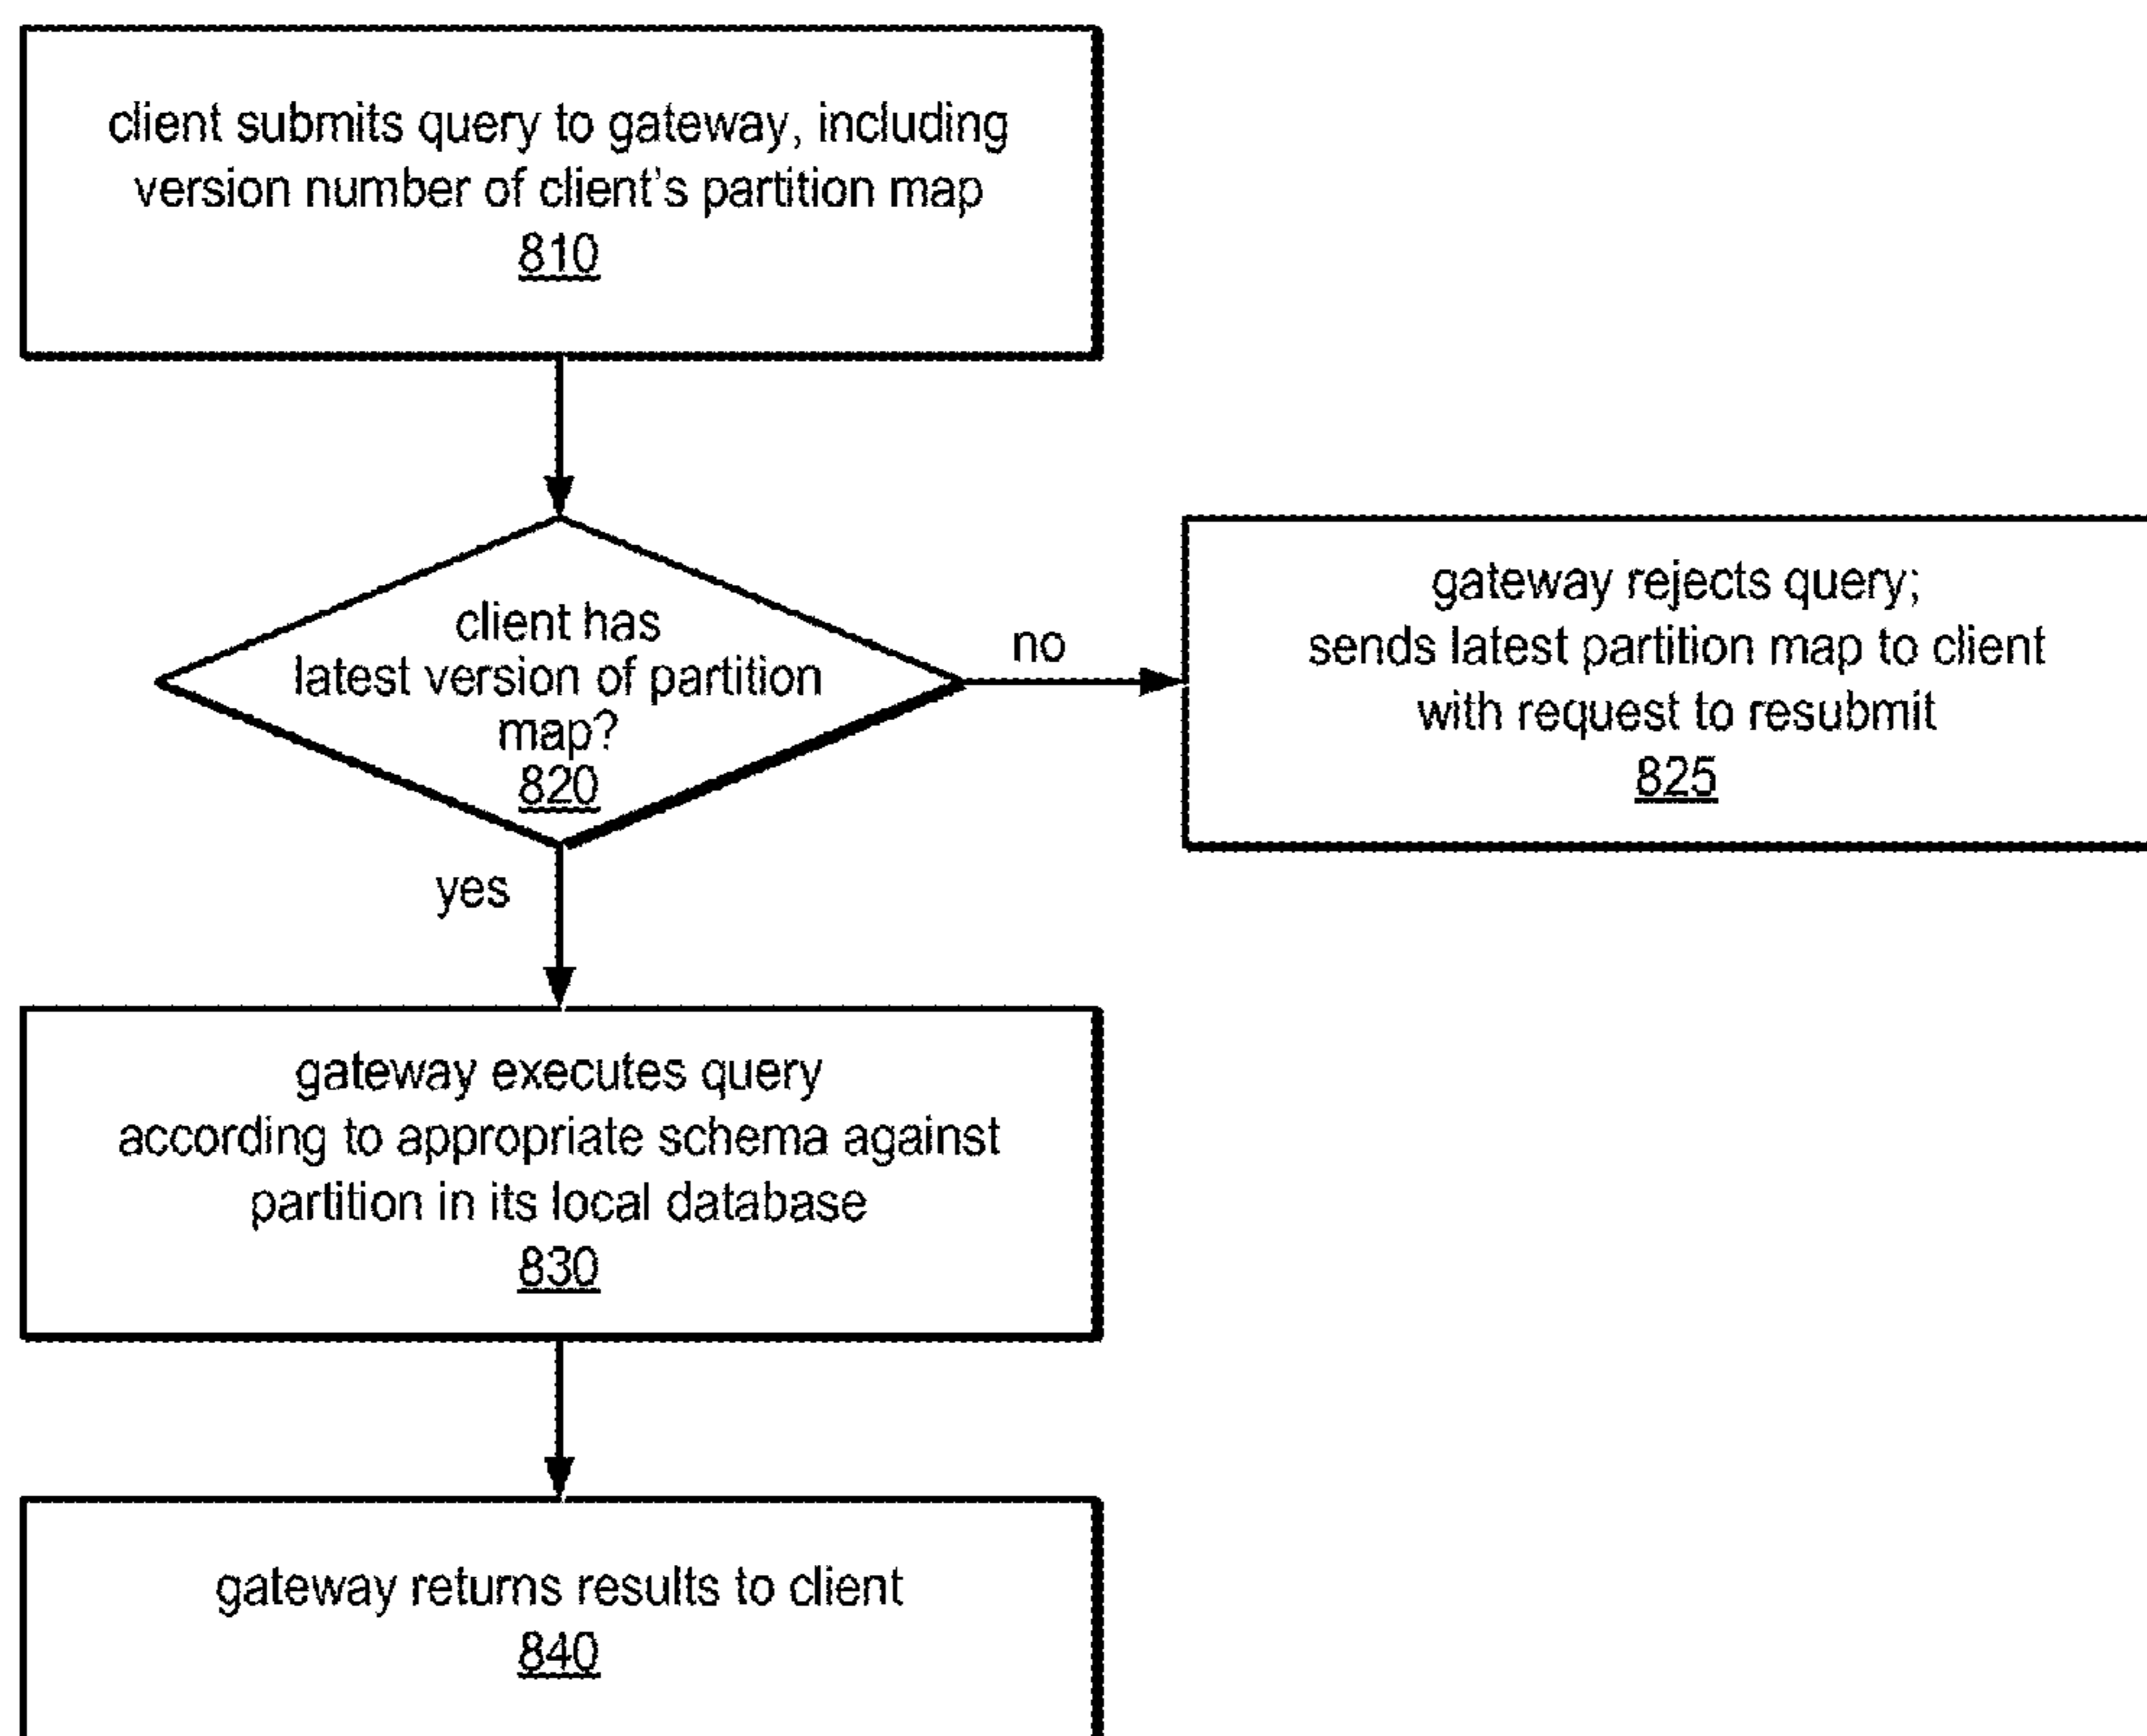 client submits query to gateway, including
version number of client's partition map
810
client has
latest version of partition
map?
820
no
gateway rejects query;
sends latest partition map to client
with request to resubmit
825
yes
gateway executes query
according to appropriate schema against
partition in its local database
830
gateway returns results to client
840